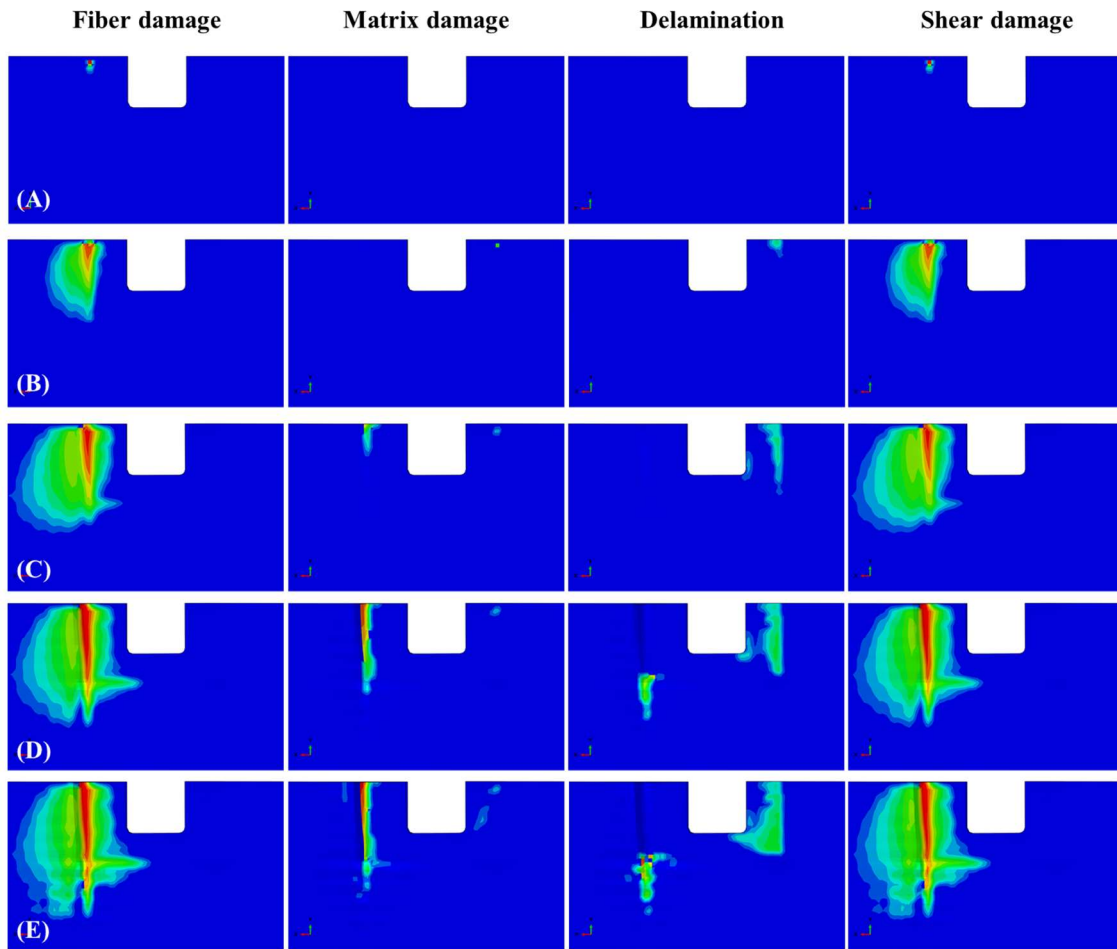 Fiber damage Matrix damage Delamination Shear damage
(A)
(B)
(C)
(D)
(E)